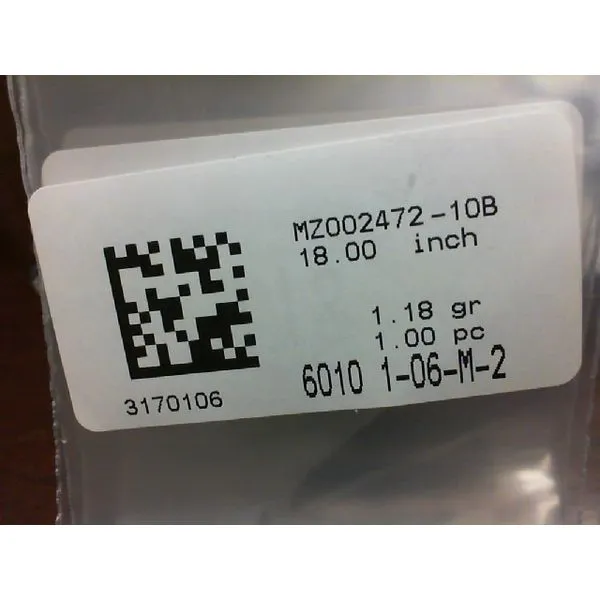 MZ002472-10B
18.00 inch
1.18 gr
1.00 pc
6010 1-06-M-2
3170106